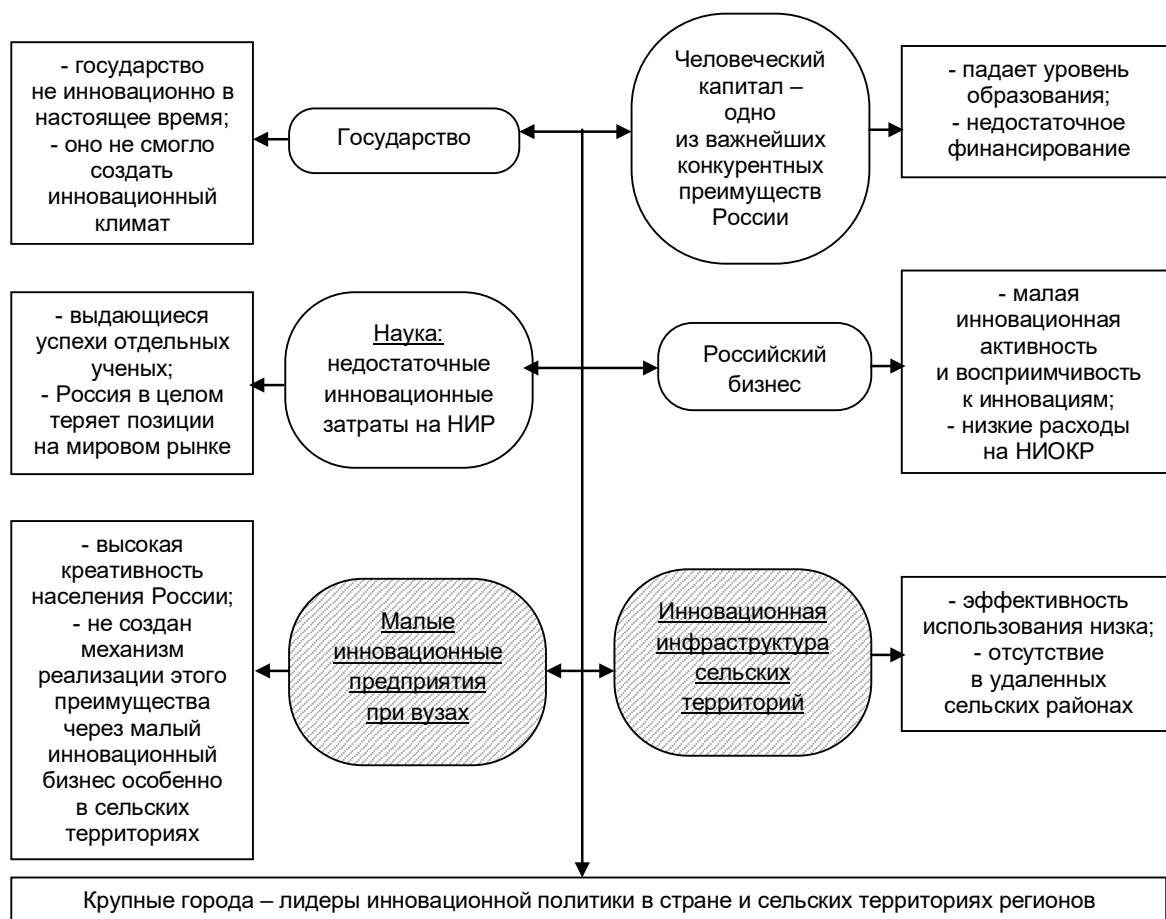 - государство
не инновационно в
настоящее время;
- оно не смогло
создать
инновационный
климат
Государство
Человеческий
капитал –
одно
из важнейших
конкурентных
преимуществ
России
- падает уровень
образования;
- недостаточное
финансирование
- выдающиеся
успехи отдельных
ученых;
- Россия в целом
теряет позиции
на мировом рынке
Наука:
недостаточные
инновационные
затраты на НИР
Российский
бизнес
- малая
инновационная
активность
и восприимчивость
к инновациям;
- низкие расходы
на НИОКР
- высокая
креативность
населения России;
- не создан
механизм
реализации этого
преимущества
через малый
инновационный
бизнес особенно
в сельских
территориях
Малые
инновационные
предприятия
при вузах
Инновационная
инфраструктура
сельских
территорий
- эффективность
использования низка;
- отсутствие
в удаленных
сельских районах
Крупные города – лидеры инновационной политики в стране и сельских территориях регионов